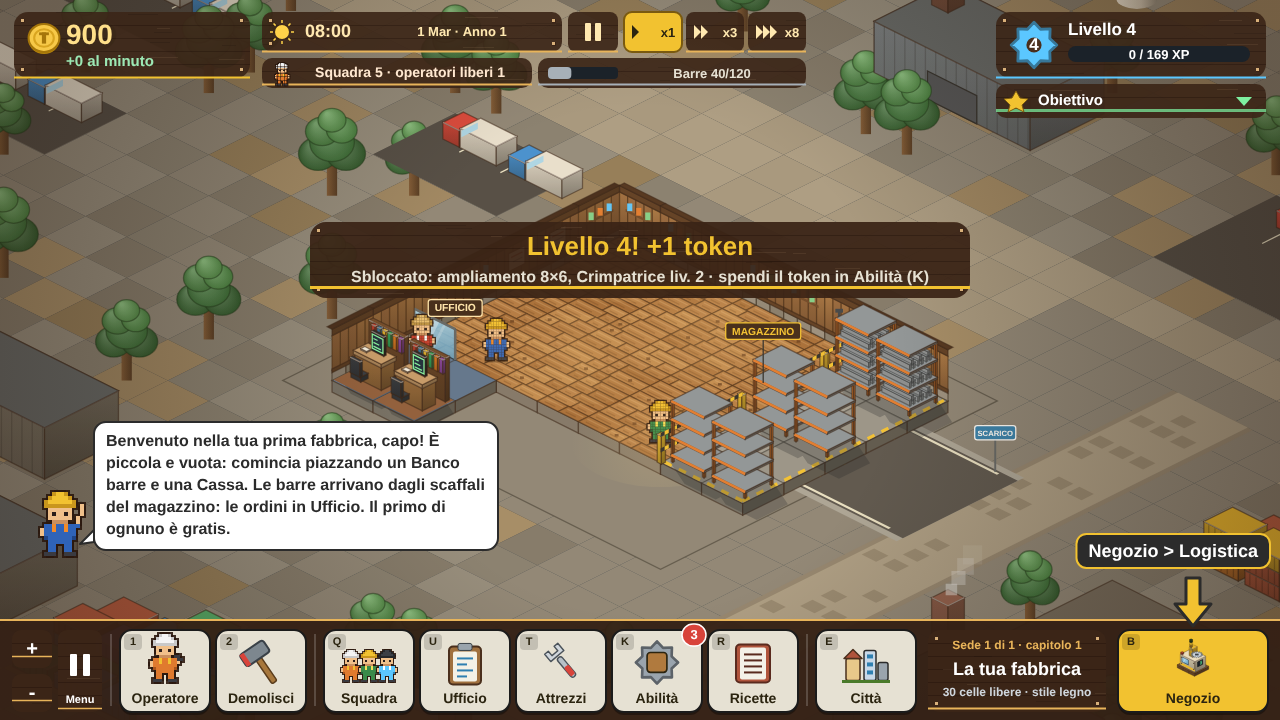 900
+0 al minuto
08:00
1 Mar · Anno 1
x1
x3
x8
Squadra 5 · operatori liberi 1
Barre 40/120
4
Livello 4
0 / 169 XP
Obiettivo
Livello 4! +1 token
Sbloccato: ampliamento 8×6, Crimpatrice liv. 2 · spendi il token in Abilità (K)
UFFICIO
MAGAZZINO
SCARICO
Benvenuto nella tua prima fabbrica, capo! È
piccola e vuota: comincia piazzando un Banco
barre e una Cassa. Le barre arrivano dagli scaffali
del magazzino: le ordini in Ufficio. Il primo di
ognuno è gratis.
Negozio > Logistica
+
-
Menu
1
Operatore
2
Demolisci
Q
Squadra
U
Ufficio
T
Attrezzi
K
3
Abilità
R
Ricette
E
Città
Sede 1 di 1 · capitolo 1
La tua fabbrica
30 celle libere · stile legno
B
Negozio